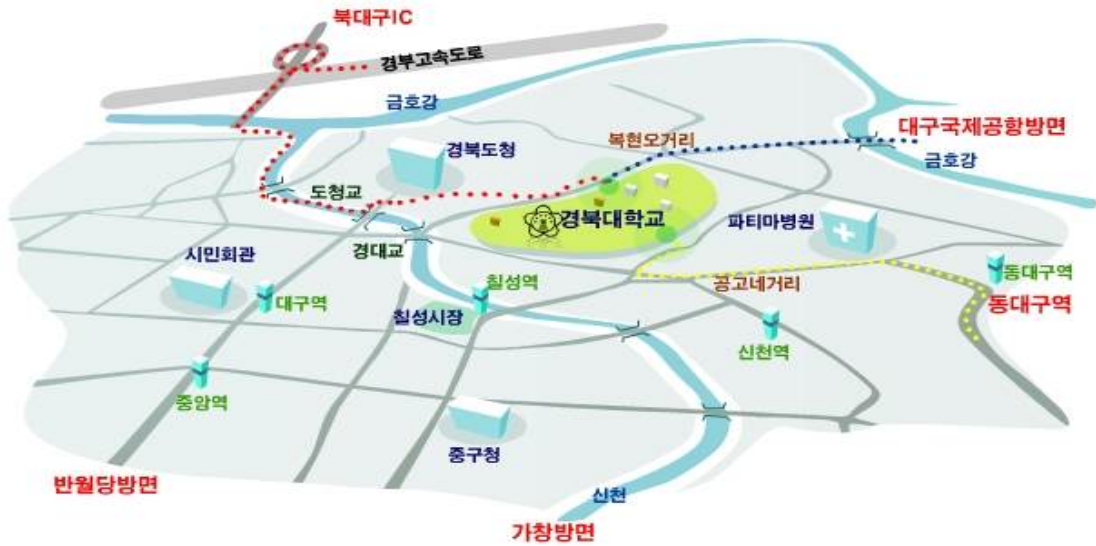 북대구IC
경부고속도로
금호강
복현오거리
대구국제공항방면
금호강
경북도청
도청교
경북대학교
파티마병원
경대교
시민회관
대구역
칠성역
칠성시장
공고네거리
동대구역
동대구역
신천역
중앙역
중구청
반월당방면
신천
가창방면